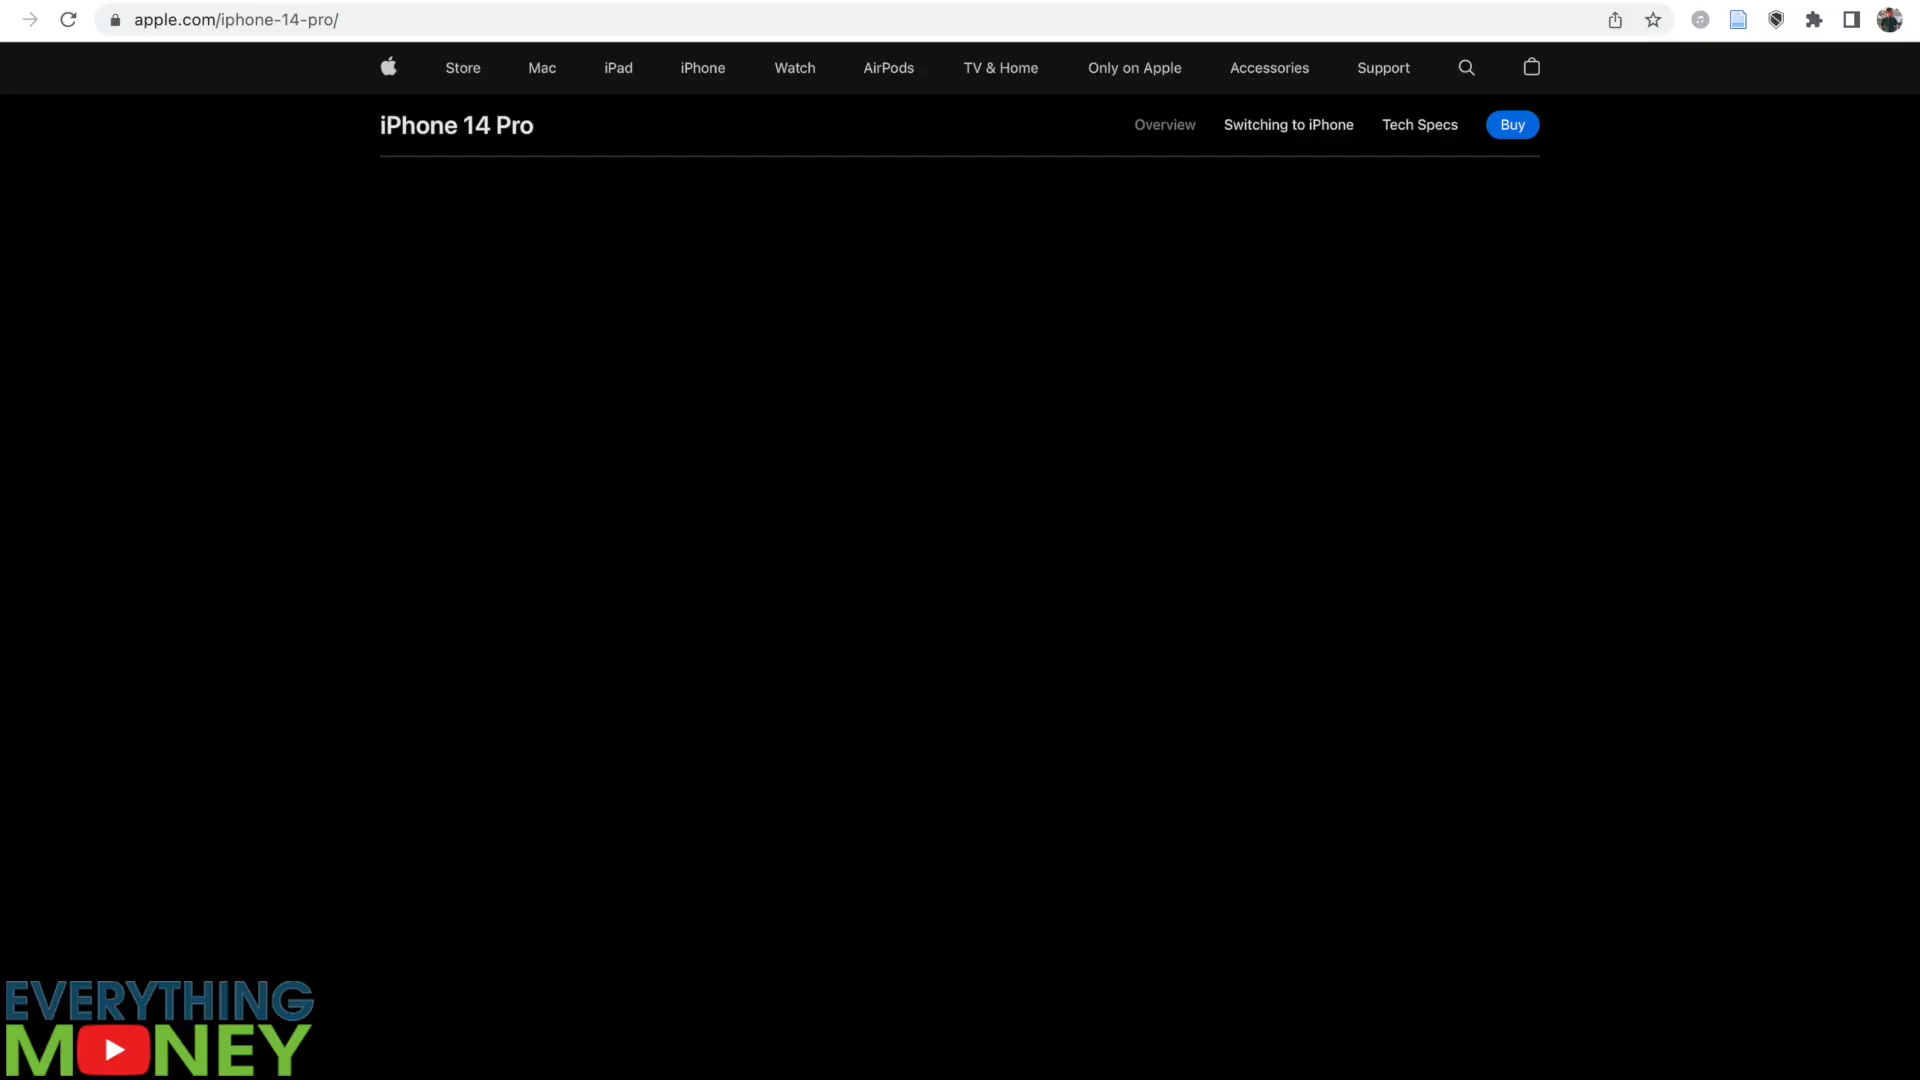 apple.com/iphone-14-pro/
Store Mac iPad iPhone Watch AirPods TV & Home Only on Apple Accessories Support
iPhone 14 Pro Overview Switching to iPhone Tech Specs Buy
EVERYTHING
MONEY